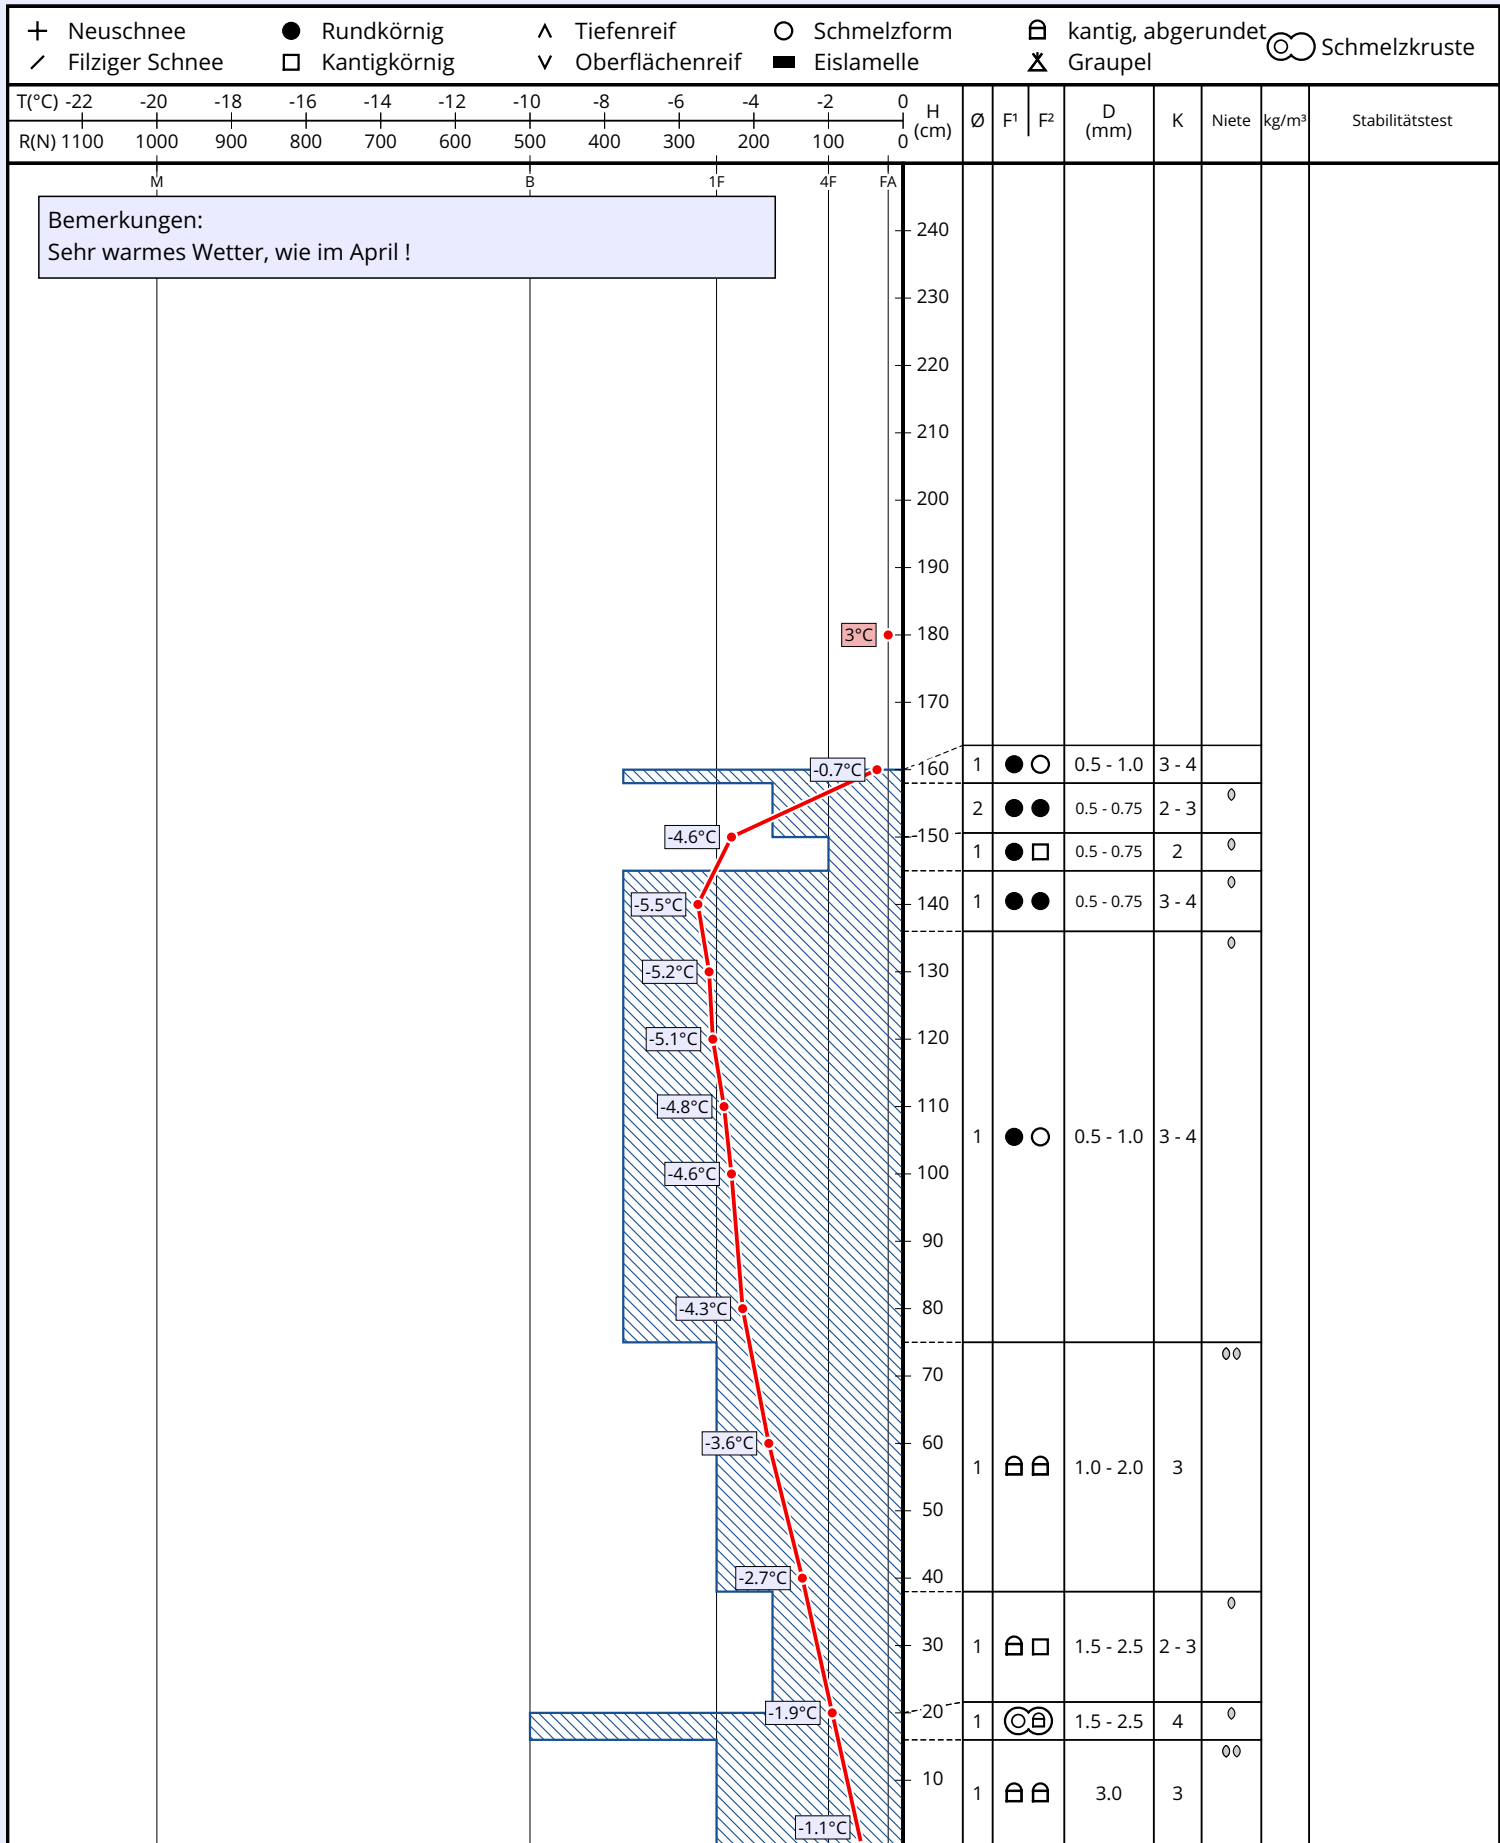 Neuschnee Rundkörnig Tiefenreif Schmelzform kantig, abgerundet Schmelzkruste
Filziger Schnee Kantigkörnig Oberflächenreif Eislamelle Graupel
T(°C) -22 -20 -18 -16 -14 -12 -10 -8 -6 -4 -2 0
R(N) 1100 1000 900 800 700 600 500 400 300 200 100 0
H (cm) Ø F¹ F² D (mm) K Niete kg/m³ Stabilitätstest
M B 1F 4F FA
Bemerkungen:
Sehr warmes Wetter, wie im April !
240
230
220
210
200
190
3°C 180
170
-0.7°C 160 1 0.5 - 1.0 3 - 4
2 0.5 - 0.75 2 - 3
-4.6°C 150
1 0.5 - 0.75 2
-5.5°C 140 1 0.5 - 0.75 3 - 4
-5.2°C 130
-5.1°C 120
-4.8°C 110
1 0.5 - 1.0 3 - 4
-4.6°C 100
90
-4.3°C 80
70
-3.6°C 60
1 1.0 - 2.0 3
50
-2.7°C 40
30 1 1.5 - 2.5 2 - 3
-1.9°C 20 1 1.5 - 2.5 4
10
1 3.0 3
-1.1°C